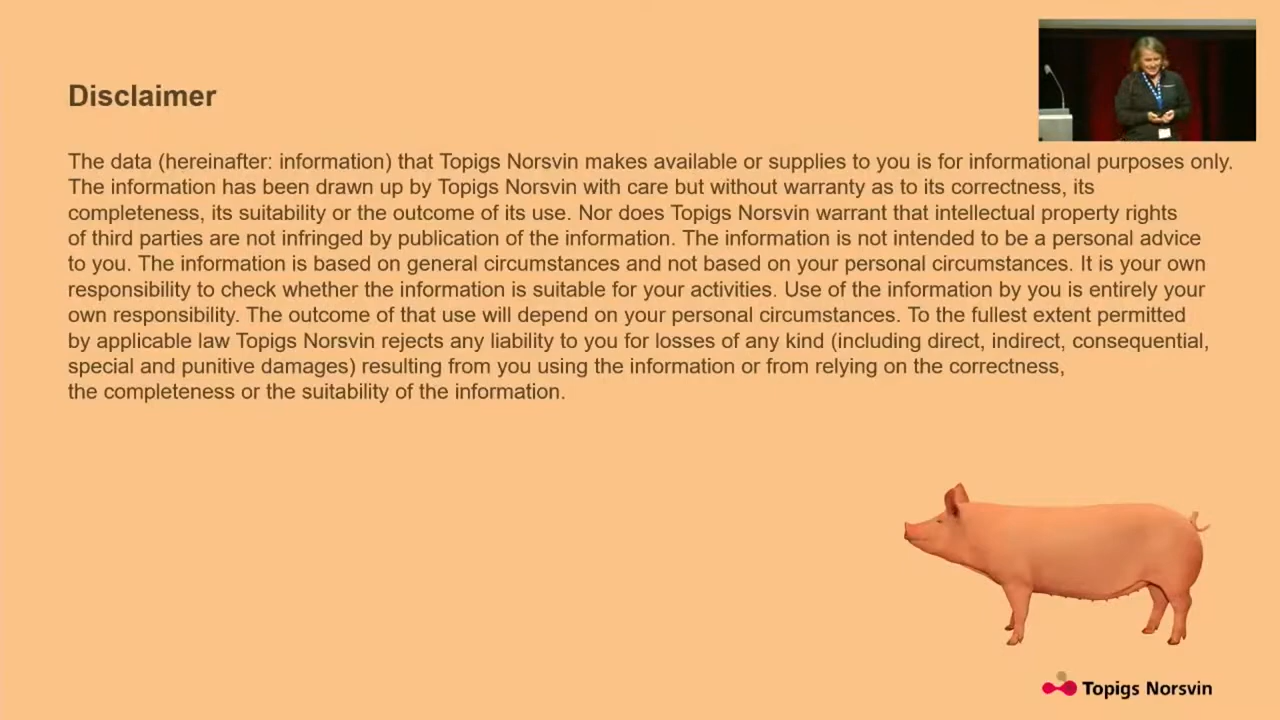 Disclaimer
The data (hereinafter: information) that Topigs Norsvin makes available or supplies to you is for informational purposes only.
The information has been drawn up by Topigs Norsvin with care but without warranty as to its correctness, its
completeness, its suitability or the outcome of its use. Nor does Topigs Norsvin warrant that intellectual property rights
of third parties are not infringed by publication of the information. The information is not intended to be a personal advice
to you. The information is based on general circumstances and not based on your personal circumstances. It is your own
responsibility to check whether the information is suitable for your activities. Use of the information by you is entirely your
own responsibility. The outcome of that use will depend on your personal circumstances. To the fullest extent permitted
by applicable law Topigs Norsvin rejects any liability to you for losses of any kind (including direct, indirect, consequential,
special and punitive damages) resulting from you using the information or from relying on the correctness,
the completeness or the suitability of the information.
Topigs Norsvin